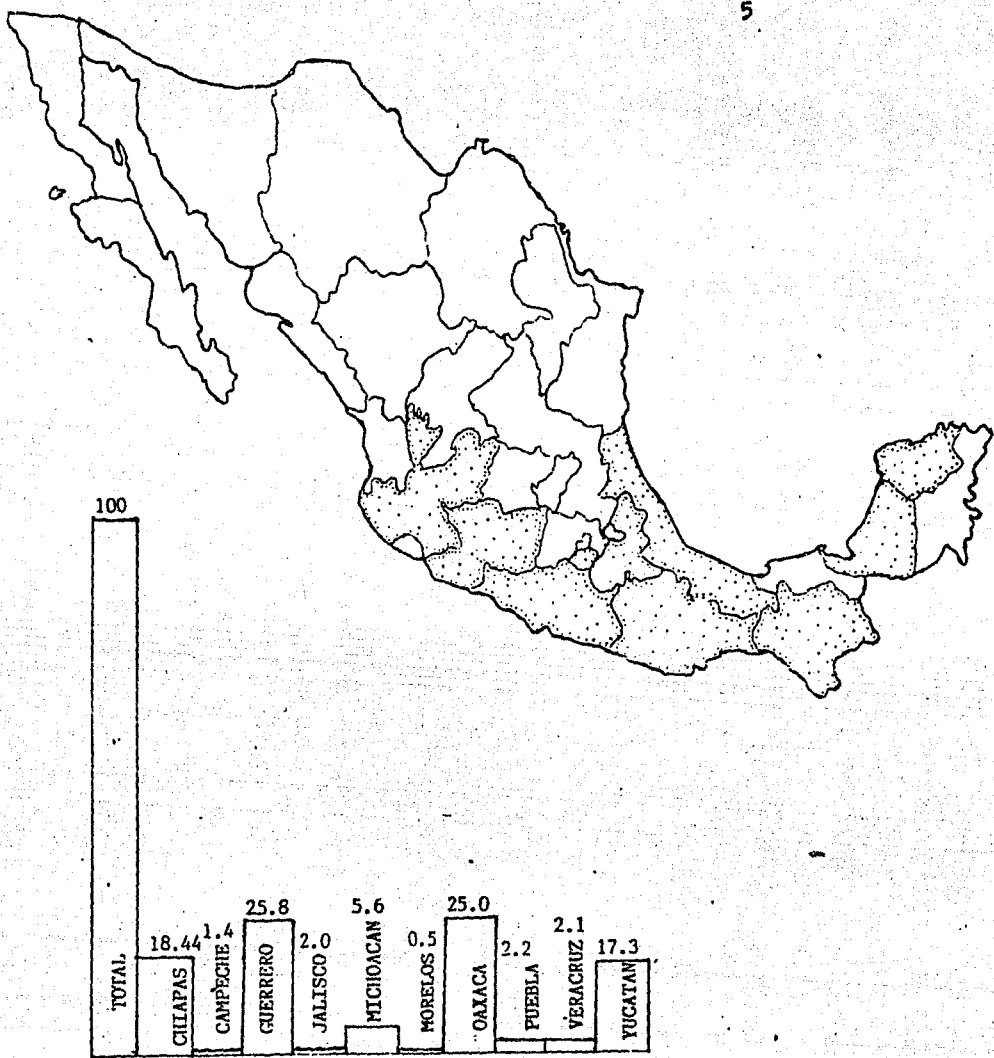 5
100
TOTAL
18.44
CHIAPAS
1.4
CAMPECHE
25.8
GUERRERO
2.0
JALISCO
5.6
MICHOACAN
0.5
MORELOS
25.0
OAXACA
2.2
PUEBLA
2.1
VERACRUZ
17.3
YUCATAN